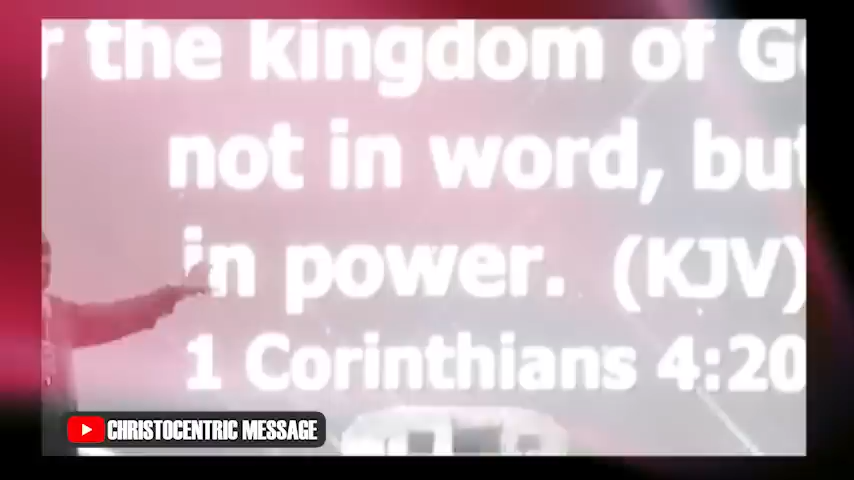 r the kingdom of G
not in word, but
in power. (KJV)
1 Corinthians 4:20
CHRISTOCENTRIC MESSAGE